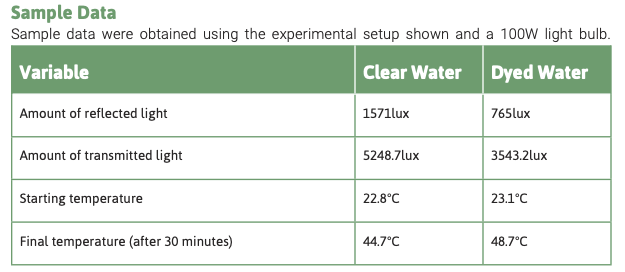 Sample Data
Sample data were obtained using the experimental setup shown and a 100W light bulb.
Variable Clear Water Dyed Water
Amount of reflected light 1571lux 765lux
Amount of transmitted light 5248.7lux 3543.2lux
Starting temperature 22.8°C 23.1°C
Final temperature (after 30 minutes) 44.7°C 48.7°C